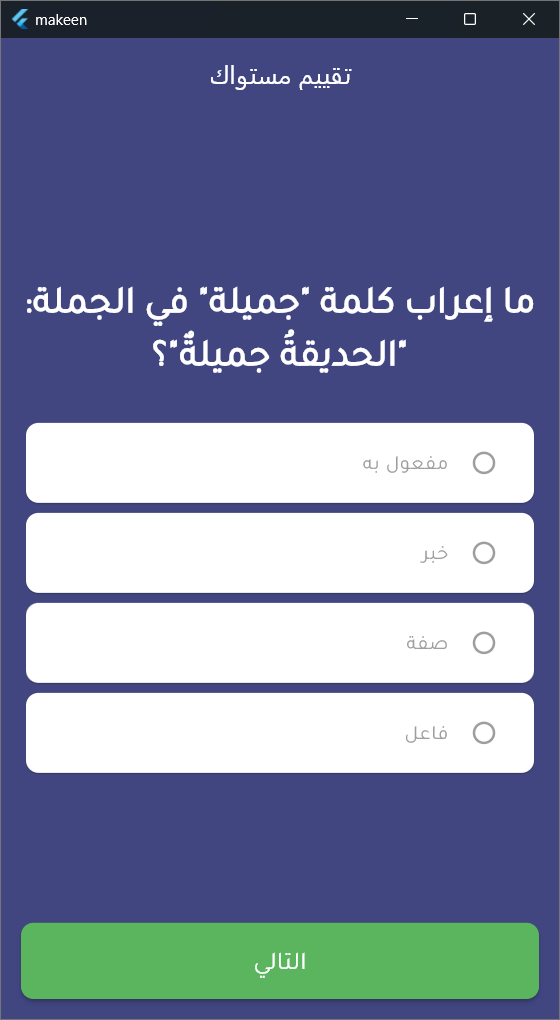 makeen
تقييم مستواك
ما إعراب كلمة "جميلة" في الجملة:
"الحديقةُ جميلةٌ"؟
مفعول به
خبر
صفة
فاعل
التالي